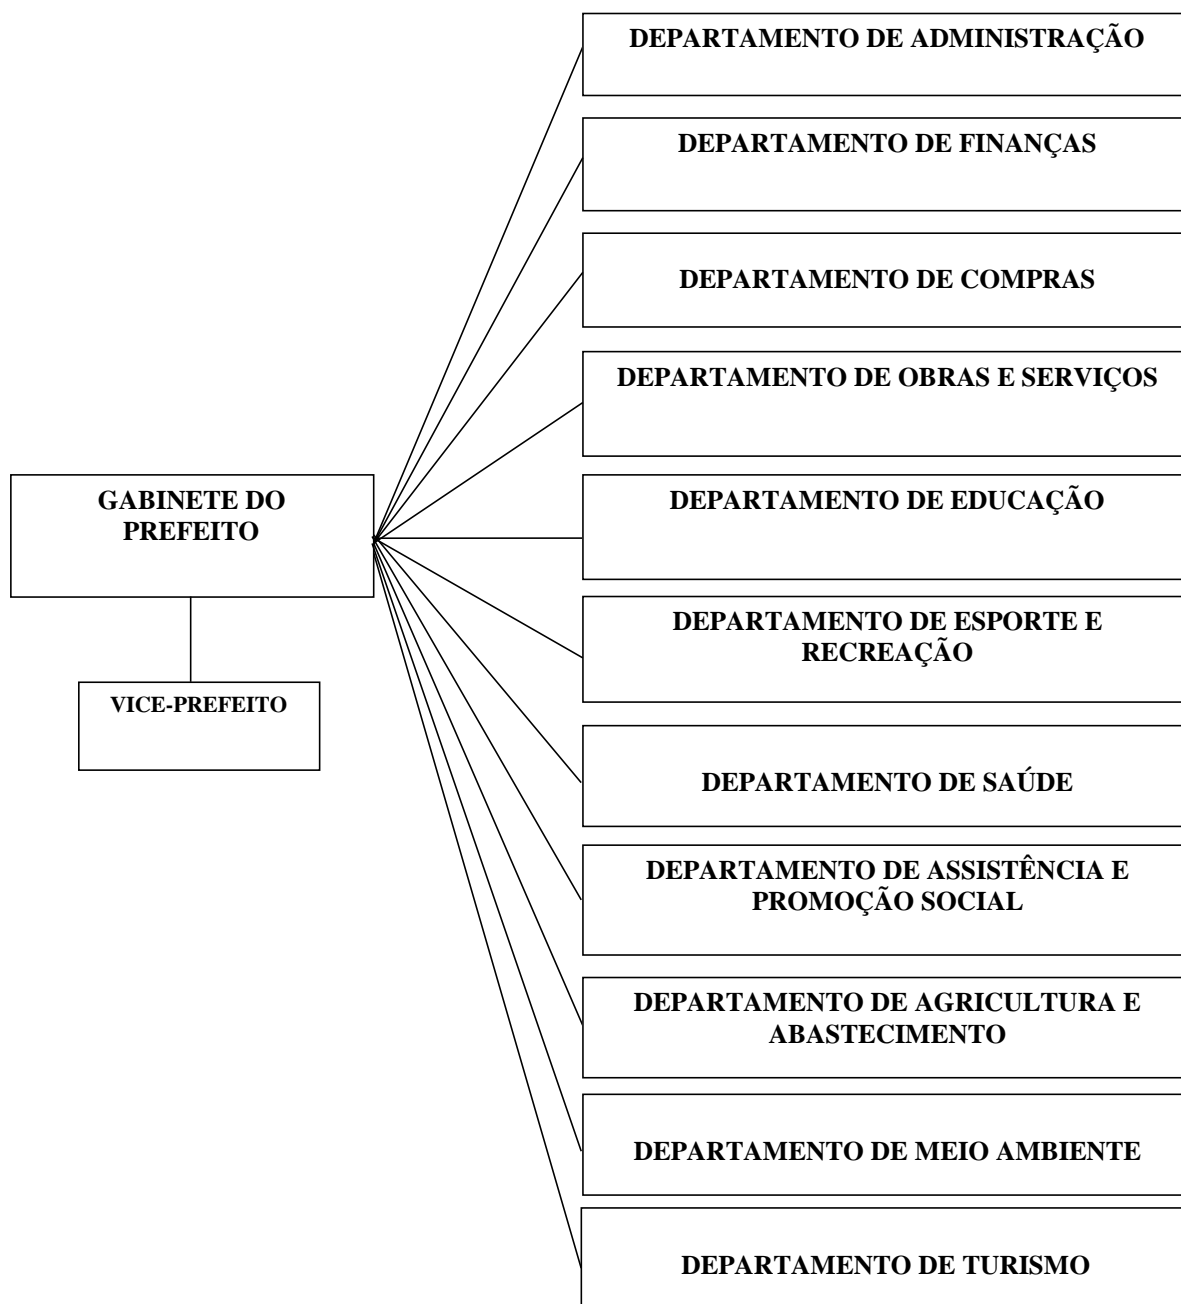 DEPARTAMENTO DE ADMINISTRAÇÃO
DEPARTAMENTO DE FINANÇAS
DEPARTAMENTO DE COMPRAS
DEPARTAMENTO DE OBRAS E SERVIÇOS
GABINETE DO
PREFEITO
DEPARTAMENTO DE EDUCAÇÃO
DEPARTAMENTO DE ESPORTE E
RECREAÇÃO
VICE-PREFEITO
DEPARTAMENTO DE SAÚDE
DEPARTAMENTO DE ASSISTÊNCIA E
PROMOÇÃO SOCIAL
DEPARTAMENTO DE AGRICULTURA E
ABASTECIMENTO
DEPARTAMENTO DE MEIO AMBIENTE
DEPARTAMENTO DE TURISMO